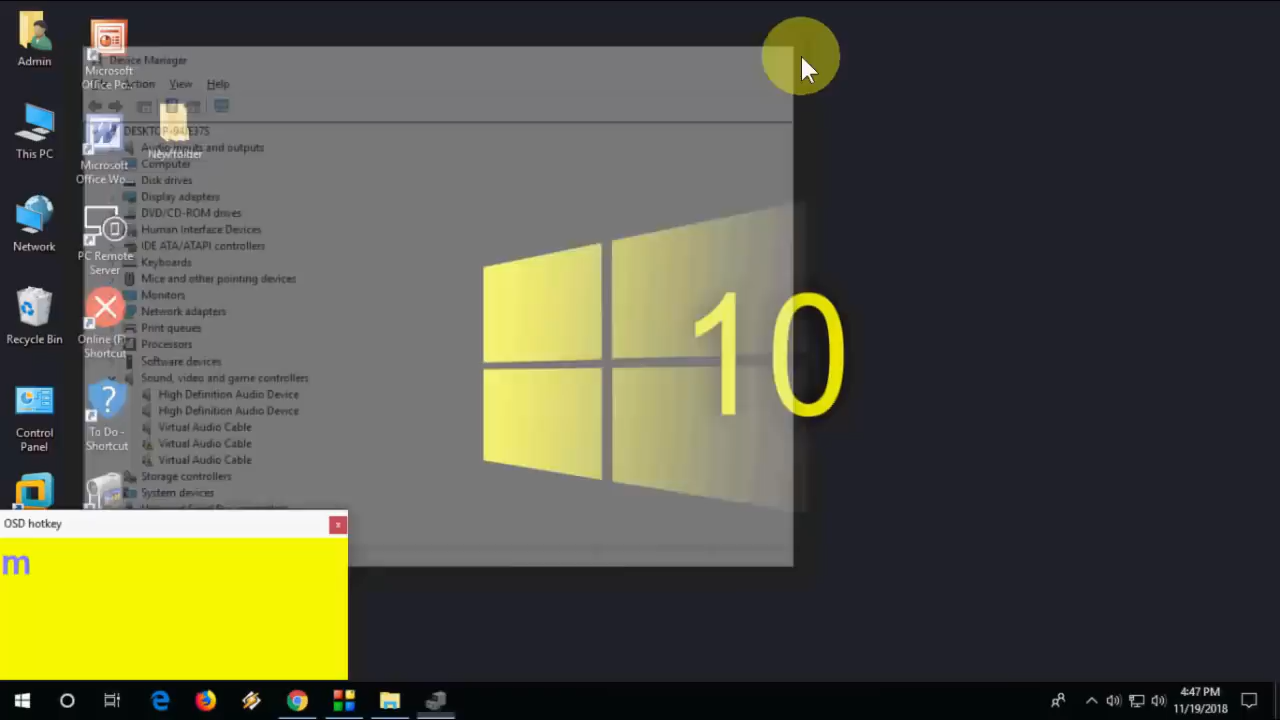 Admin
This PC
Network
Recycle Bin
Control
Panel
Microsoft
Office Po...
Microsoft
Office Wo...
PC Remote
Server
Shortcut
To Do -
Shortcut
New folder
Device Manager
Action View Help
Audio inputs and outputs
Computer
Disk drives
Display adapters
DVD/CD-ROM drives
Human Interface Devices
IDE ATA/ATAPI controllers
Keyboards
Mice and other pointing devices
Monitors
Network adapters
Print queues
Processors
Software devices
Sound, video and game controllers
High Definition Audio Device
High Definition Audio Device
Virtual Audio Cable
Virtual Audio Cable
Virtual Audio Cable
Storage controllers
System devices
10
OSD hotkey
m
4:47 PM
11/19/2018